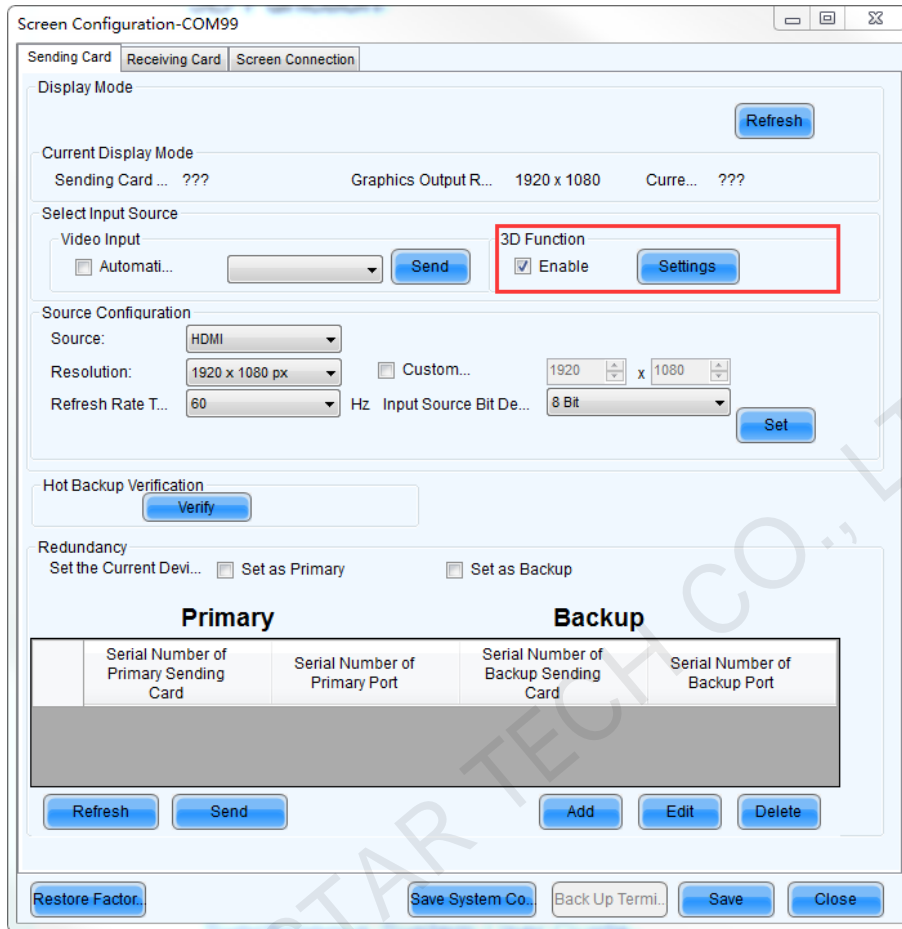 Screen Configuration-COM99
Sending Card Receiving Card Screen Connection
Display Mode
Refresh
Current Display Mode
Sending Card ... ??? Graphics Output R... 1920 x 1080 Curre... ???
Select Input Source
Video Input 3D Function
Automati... Send Enable Settings
Source Configuration
Source: HDMI
Resolution: 1920 x 1080 px Custom... 1920 x 1080
Refresh Rate T... 60 Hz Input Source Bit De... 8 Bit
Set
Hot Backup Verification
Verify
Redundancy
Set the Current Devi... Set as Primary Set as Backup
Primary Backup
Serial Number of Primary Sending Card Serial Number of Primary Port Serial Number of Backup Sending Card Serial Number of Backup Port
Refresh Send Add Edit Delete
Restore Factor... Save System Co... Back Up Termi... Save Close
STAR TECH CO., LT